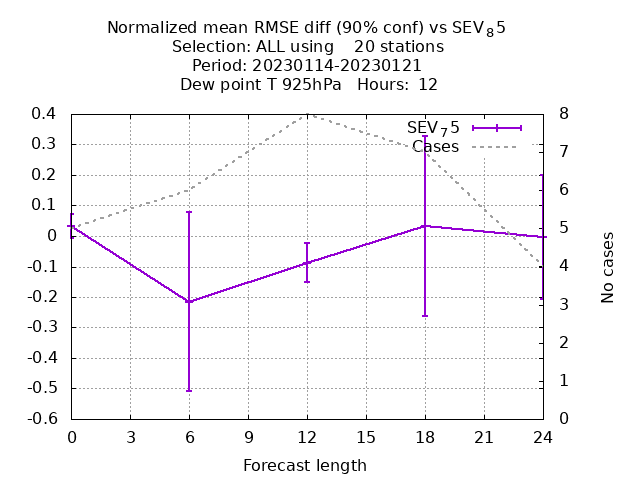 Normalized mean RMSE diff (90% conf) vs SEV₈5
Selection: ALL using    20 stations
Period: 20230114-20230121
Dew point T 925hPa   Hours:  12
SEV₇5
Cases
0.4
0.3
0.2
0.1
0
-0.1
-0.2
-0.3
-0.4
-0.5
-0.6
8
7
6
5
4
3
2
1
0
No cases
0 3 6 9 12 15 18 21 24
Forecast length